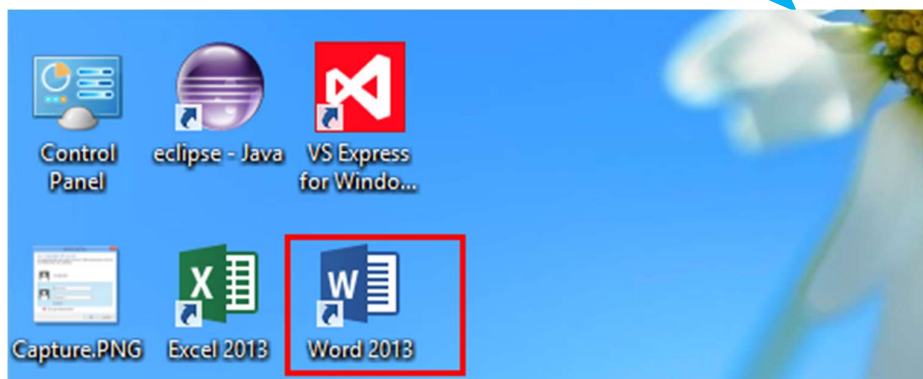 Control
Panel
eclipse - Java
VS Express
for Windo...
Capture.PNG
X
Excel 2013
W
Word 2013